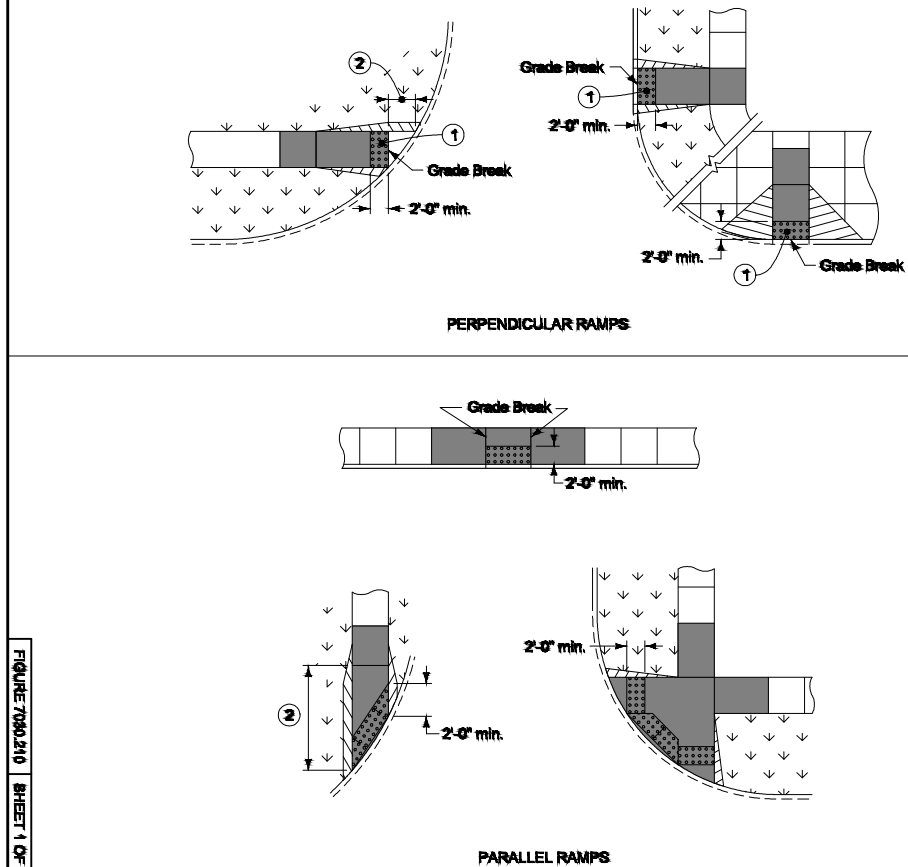 2
1
Grade Break
2'-0" min.
Grade Break
1
2'-0" min.
2'-0" min.
1
Grade Break
PERPENDICULAR RAMPS
Grade Break
2'-0" min.
2
2'-0" min.
2'-0" min.
PARALLEL RAMPS
FIGURE 7030.210 SHEET 1 OF